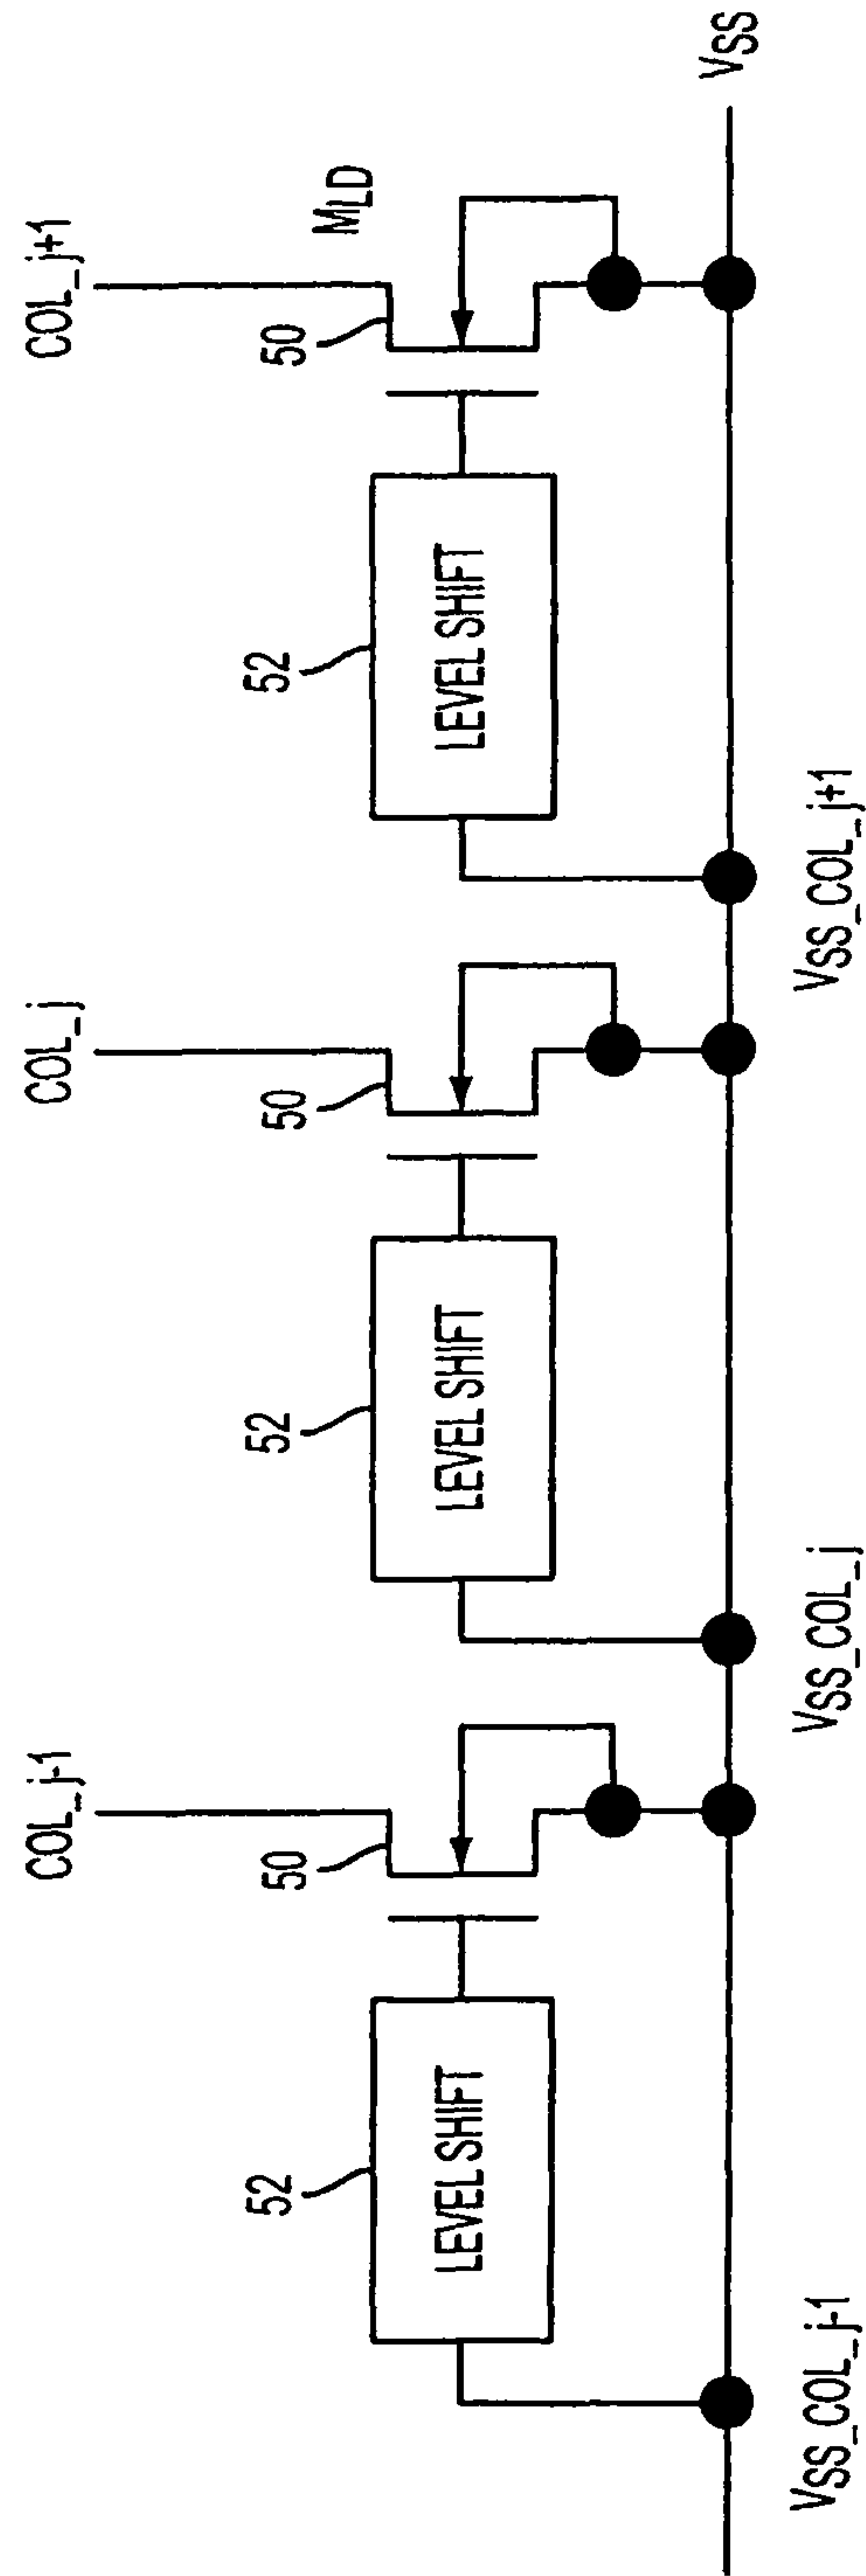 COL_j-1
COL_j
COL_j+1
50
50
50
MLD
52
52
52
LEVEL SHIFT
LEVEL SHIFT
LEVEL SHIFT
VSS
VSS_COL_j-1
VSS_COL_j
VSS_COL_j+1